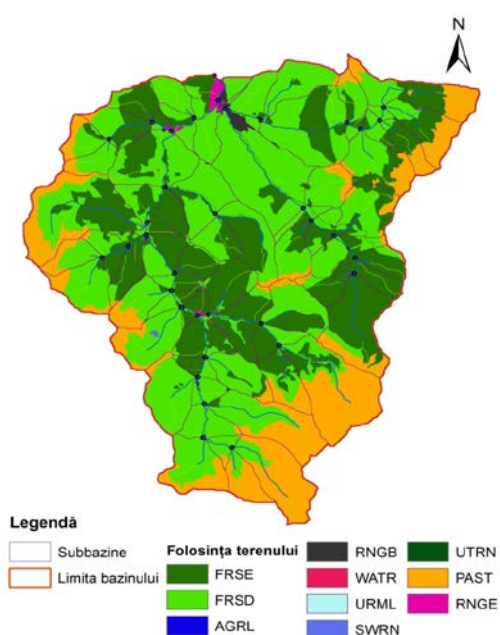 N
Legendă
Subbazine
Limita bazinului
Folosința terenului
FRSE
FRSD
AGRL
RNGB
WATR
URML
SWRN
UTRN
PAST
RNGE